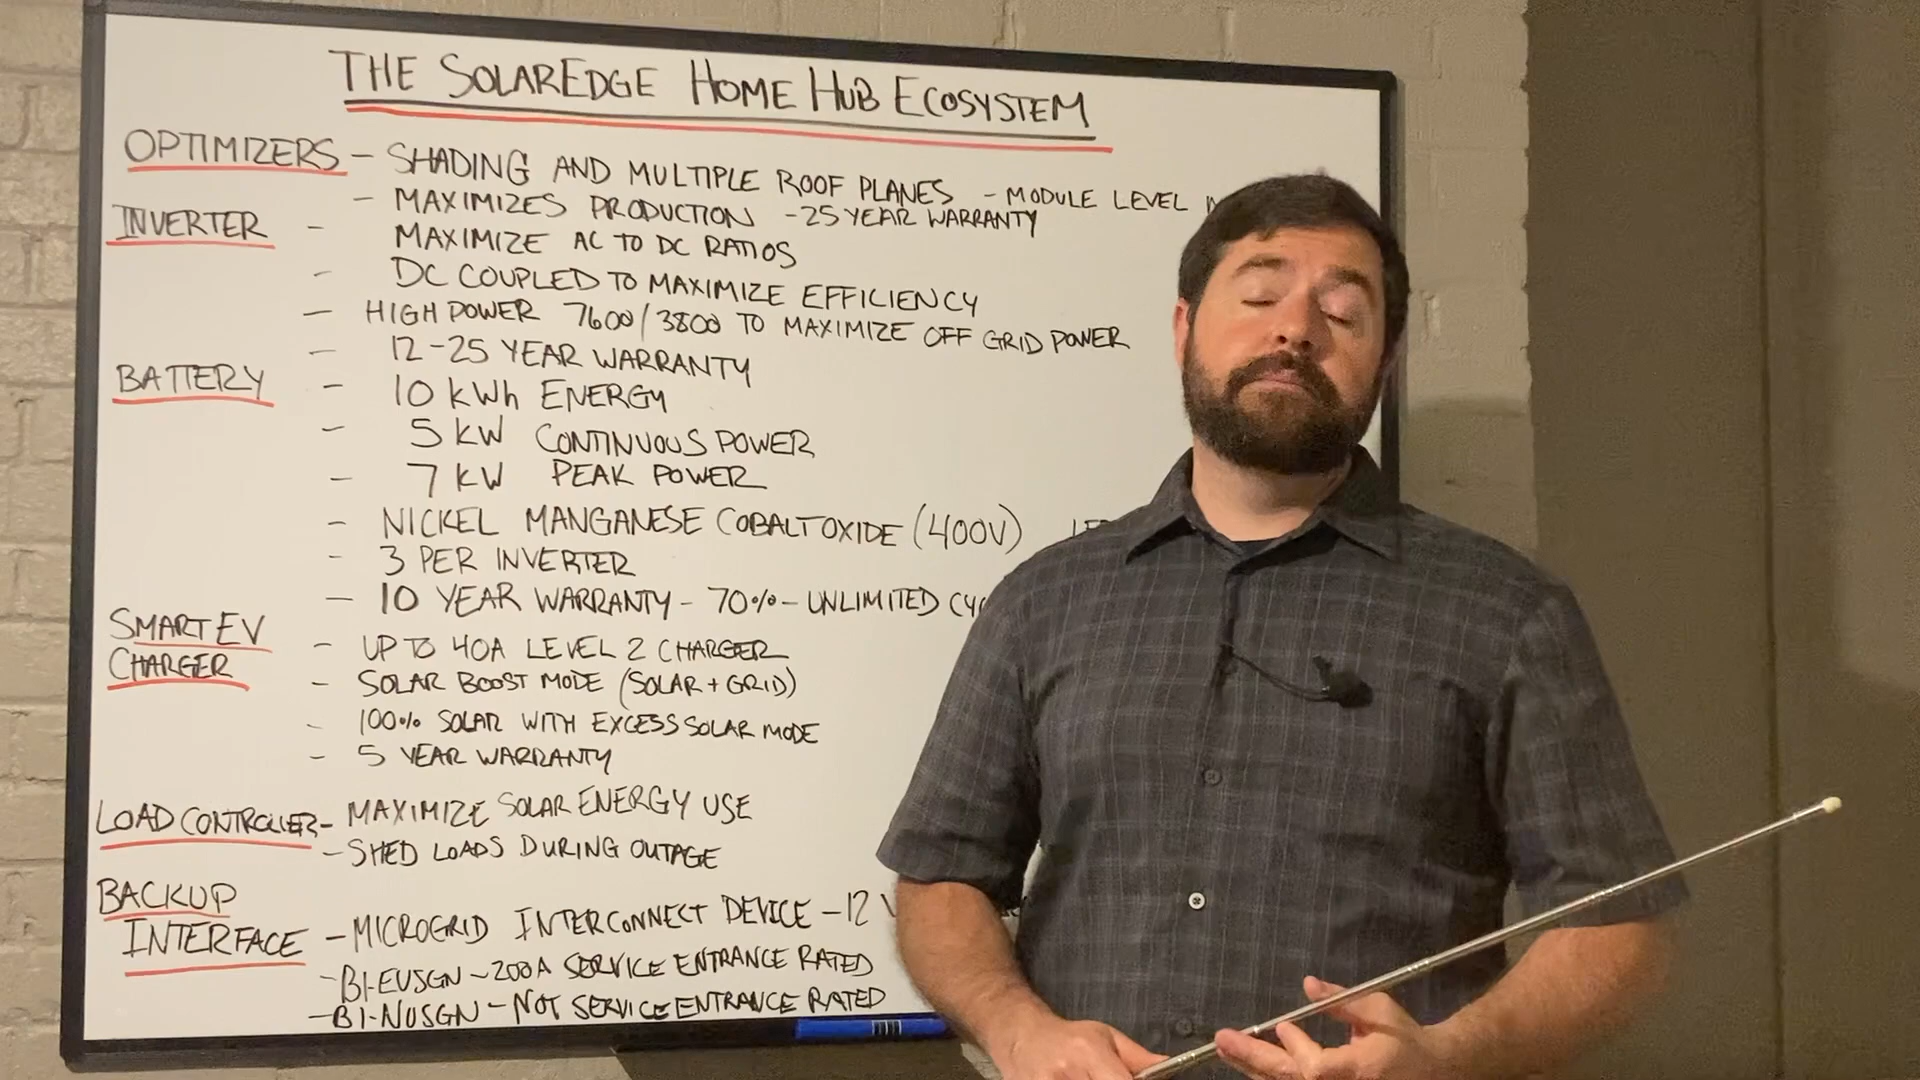 THE SOLAREDGE HOME HUB ECOSYSTEM
OPTIMIZERS - SHADING AND MULTIPLE ROOF PLANES - MODULE LEVEL
- MAXIMIZES PRODUCTION - 25 YEAR WARRANTY
INVERTER - MAXIMIZE AC TO DC RATIOS
- DC COUPLED TO MAXIMIZE EFFICIENCY
- HIGH POWER 7600/3800 TO MAXIMIZE OFF GRID POWER
- 12-25 YEAR WARRANTY
BATTERY - 10 kWh ENERGY
- 5 KW CONTINUOUS POWER
- 7 KW PEAK POWER
- NICKEL MANGANESE COBALT OXIDE (400V)
- 3 PER INVERTER
- 10 YEAR WARRANTY - 70% - UNLIMITED
SMART EV
CHARGER - UP TO 40A LEVEL 2 CHARGER
- SOLAR BOOST MODE (SOLAR + GRID)
- 100% SOLAR WITH EXCESS SOLAR MODE
- 5 YEAR WARRANTY
LOAD CONTROLLER - MAXIMIZE SOLAR ENERGY USE
- SHED LOADS DURING OUTAGE
BACKUP
INTERFACE - MICROGRID INTERCONNECT DEVICE - 12
- BI-EUSGN - 200A SERVICE ENTRANCE RATED
- BI-NUSGN - NOT SERVICE ENTRANCE RATED